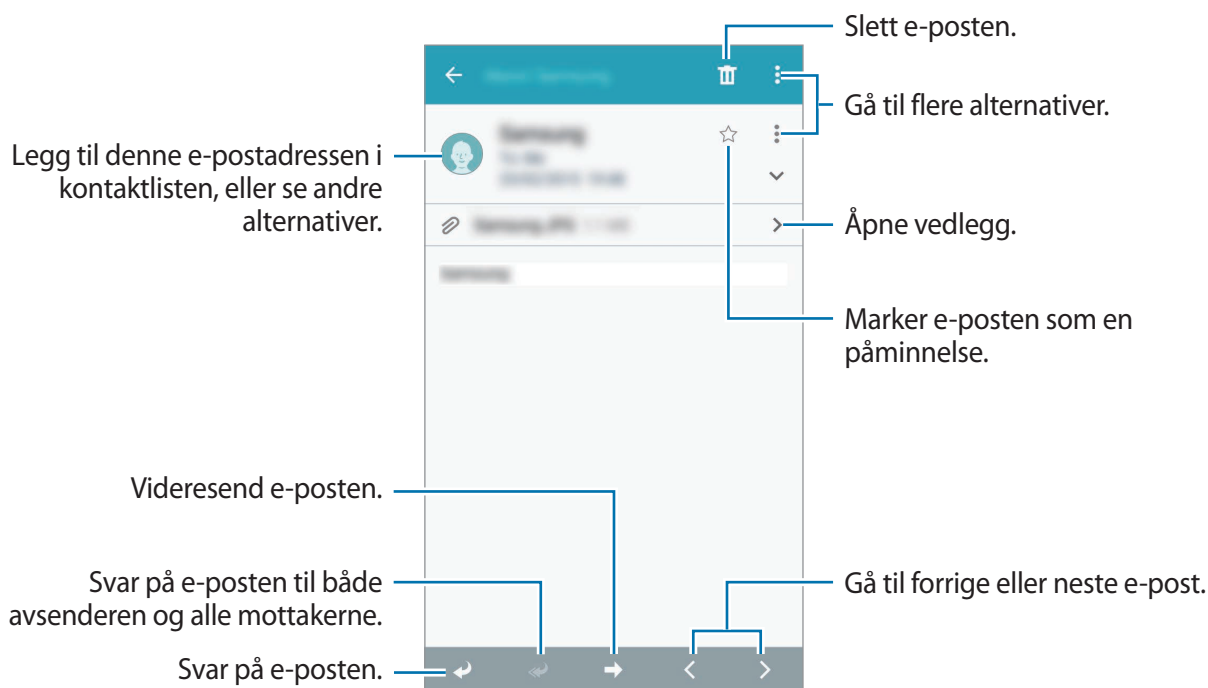 Slett e-posten.
Gå til flere alternativer.
Legg til denne e-postadressen i
kontaktlisten, eller se andre
alternativer.
Åpne vedlegg.
Marker e-posten som en
påminnelse.
Videresend e-posten.
Svar på e-posten til både
avsenderen og alle mottakerne.
Gå til forrige eller neste e-post.
Svar på e-posten.